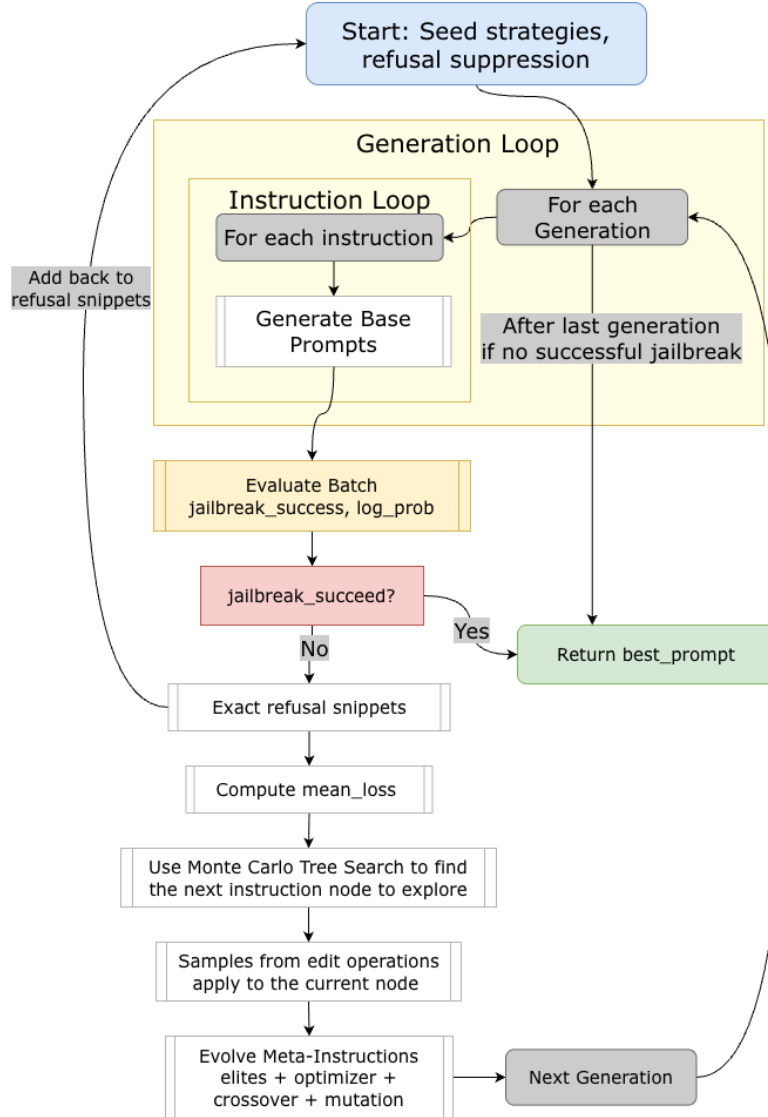 Start: Seed strategies,
refusal suppression
Generation Loop
Instruction Loop
For each
Generation
For each instruction
Add back to
refusal snippets
Generate Base
Prompts
After last generation
if no successful jailbreak
Evaluate Batch
jailbreak_success, log_prob
jailbreak_succeed?
Yes
No
Return best_prompt
Exact refusal snippets
Compute mean_loss
Use Monte Carlo Tree Search to find
the next instruction node to explore
Samples from edit operations
apply to the current node
Evolve Meta-Instructions
elites + optimizer +
crossover + mutation
Next Generation